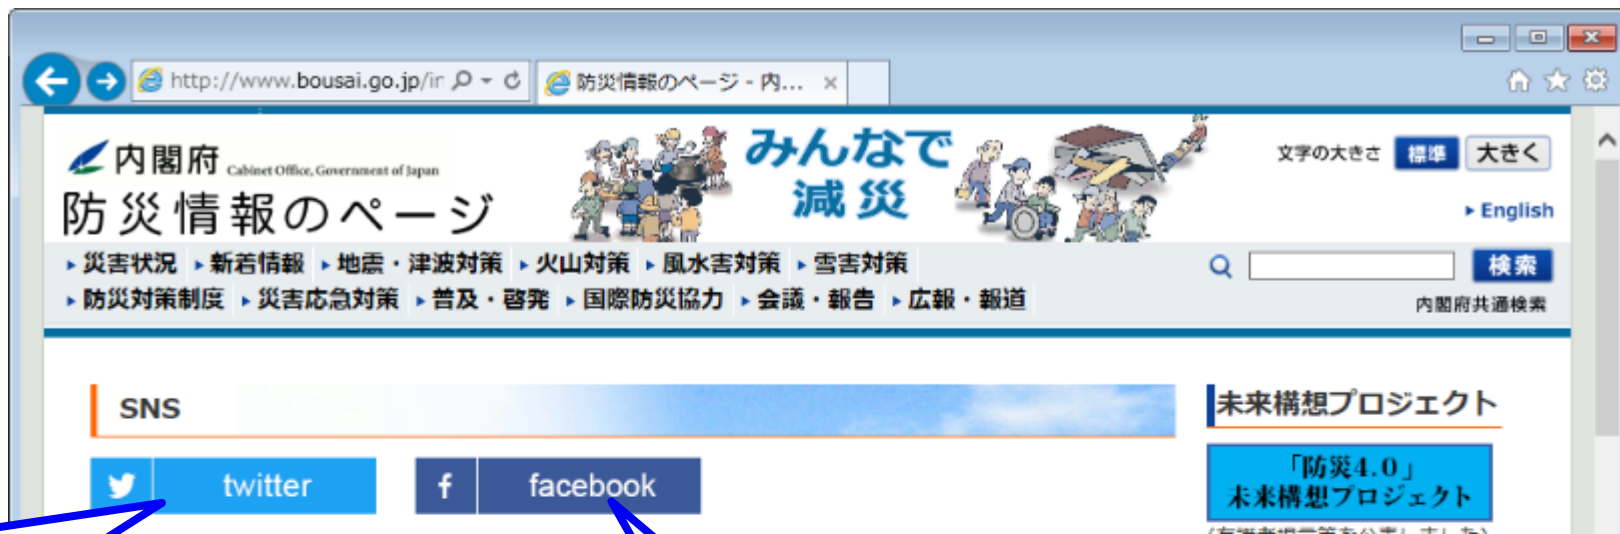 http://www.bousai.go.jp/ir
防災情報のページ - 内...
内閣府 Cabinet Office, Government of Japan
防災情報のページ
みんなで
減災
文字の大きさ 標準 大きく
English
災害状況 新着情報 地震・津波対策 火山対策 風水害対策 雪害対策
検索
防災対策制度 災害応急対策 普及・啓発 国際防災協力 会議・報告 広報・報道
内閣府共通検索
SNS
未来構想プロジェクト
twitter facebook
「防災4.0」
未来構想プロジェクト